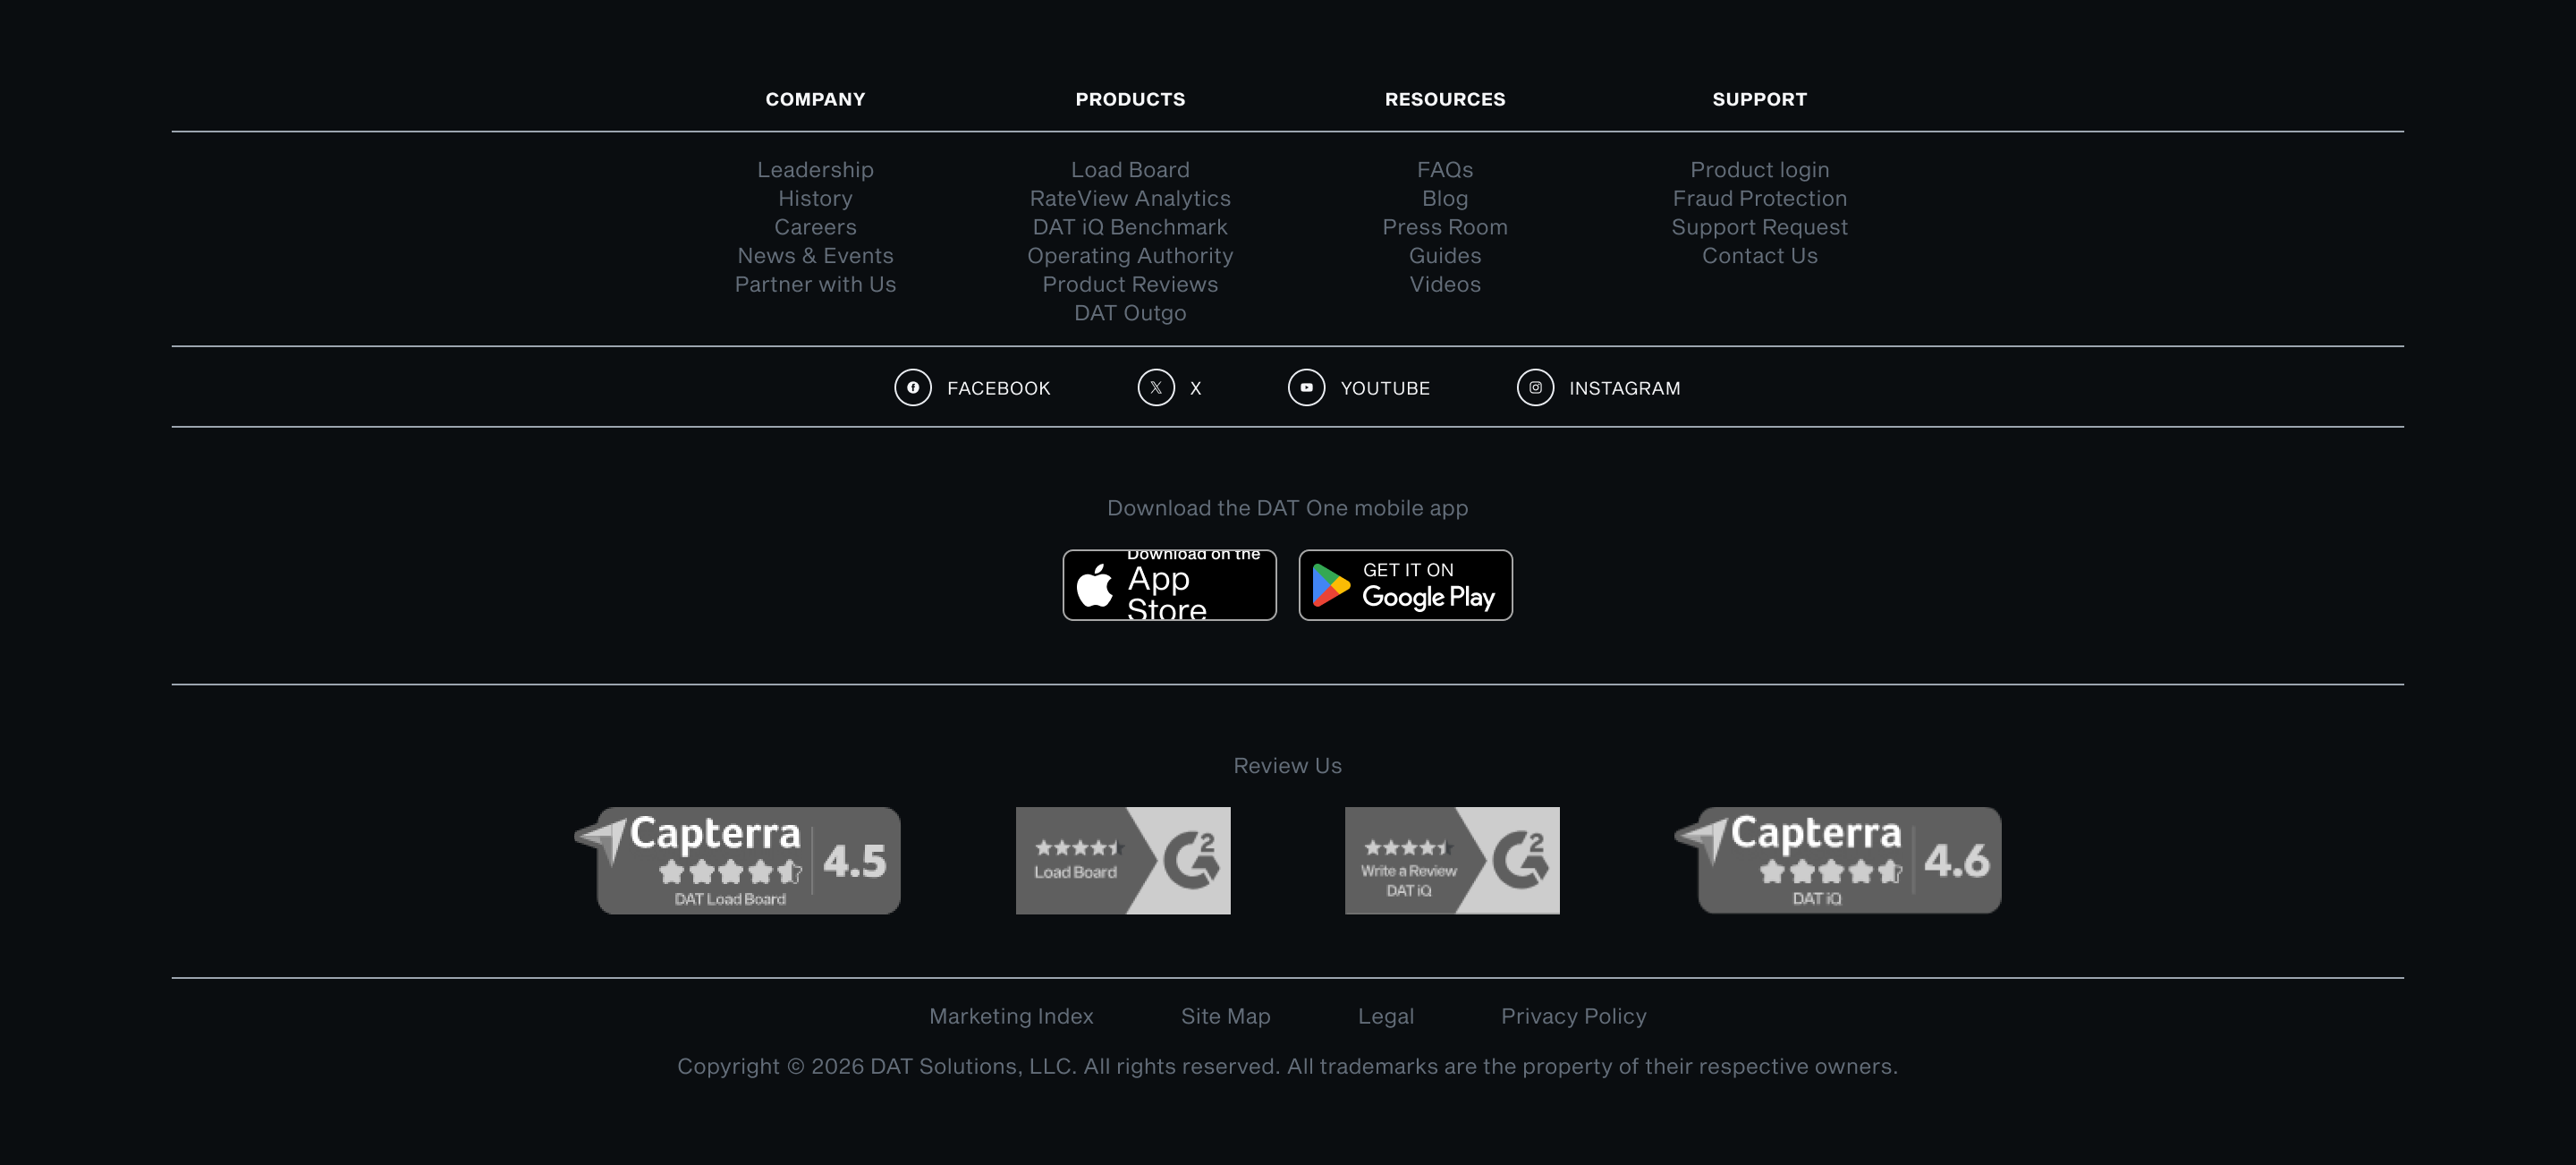 COMPANY
Leadership
History
Careers
News & Events
Partner with Us
PRODUCTS
Load Board
RateView Analytics
DAT iQ Benchmark
Operating Authority
Product Reviews
DAT Outgo
RESOURCES
FAQs
Blog
Press Room
Guides
Videos
SUPPORT
Product login
Fraud Protection
Support Request
Contact Us
FACEBOOK
X
YOUTUBE
INSTAGRAM
Download the DAT One mobile app
Download on the
App
Store
GET IT ON
Google Play
Review Us
Capterra
4.5
DAT Load Board
Load Board
G2
Write a Review
DAT iQ
G2
Capterra
4.6
DAT iQ
Marketing Index
Site Map
Legal
Privacy Policy
Copyright © 2026 DAT Solutions, LLC. All rights reserved. All trademarks are the property of their respective owners.